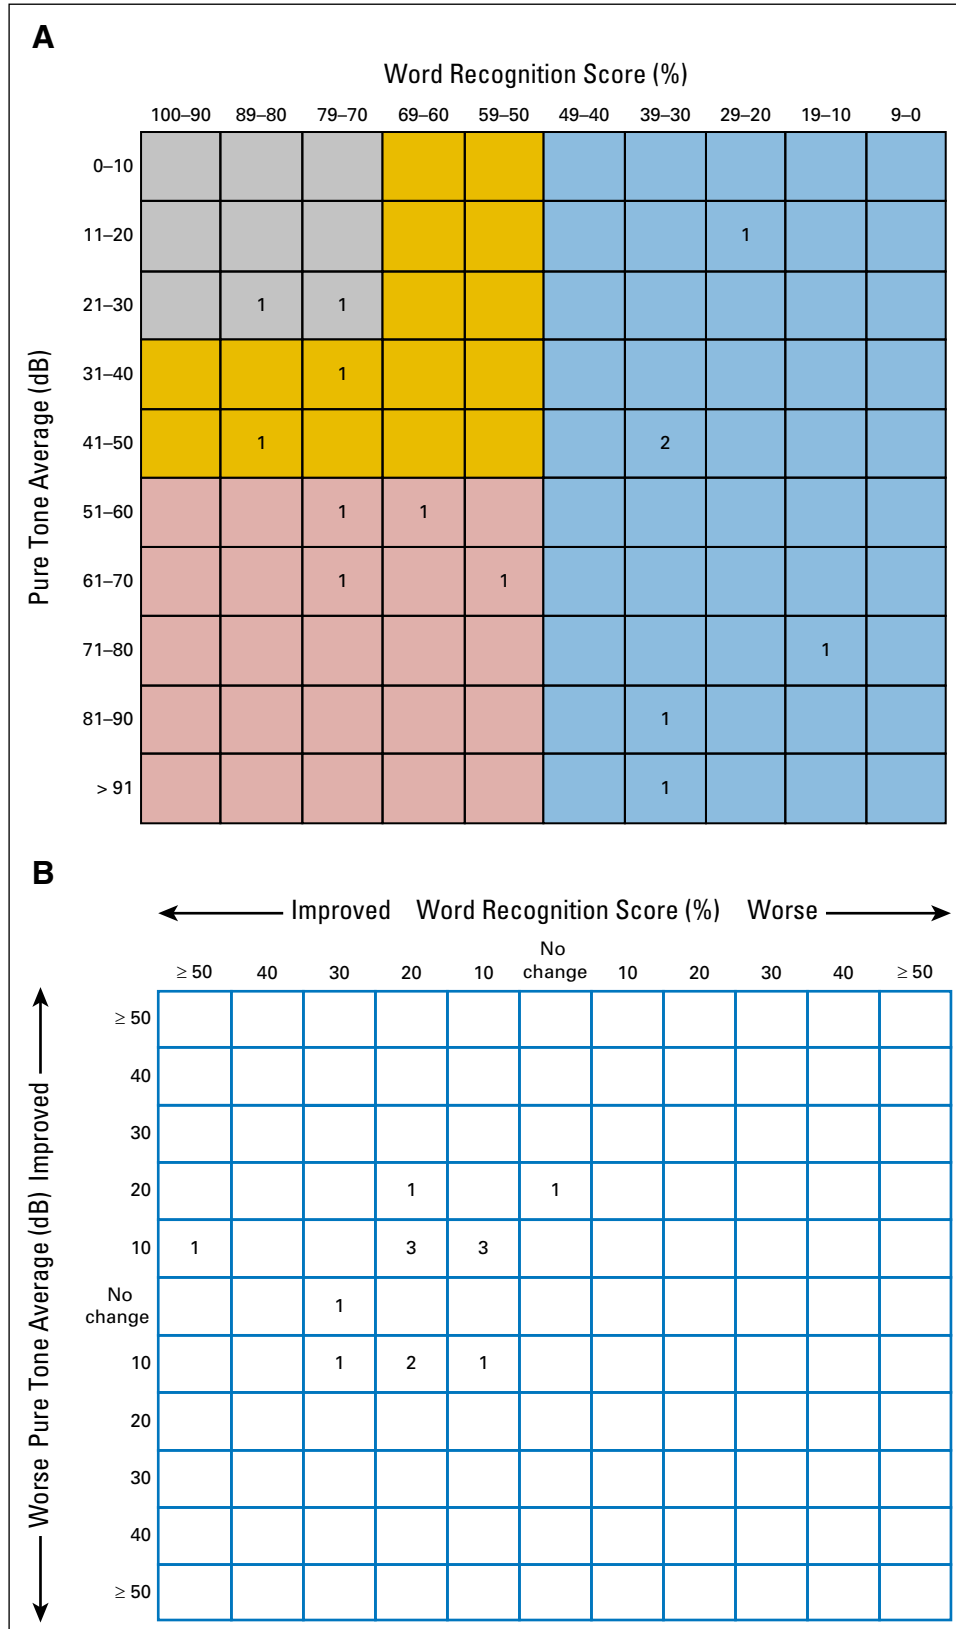 A
Word Recognition Score (%)
100–90 89–80 79–70 69–60 59–50 49–40 39–30 29–20 19–10 9–0
Pure Tone Average (dB)
0–10
11–20 1
21–30 1 1
31–40 1
41–50 1 2
51–60 1 1
61–70 1 1
71–80 1
81–90 1
> 91 1
B
Improved Word Recognition Score (%) Worse
≥ 50 40 30 20 10 No change 10 20 30 40 ≥ 50
Worse Pure Tone Average (dB) Improved
≥ 50
40
30
20 1 1
10 1 3 3
No
change 1
10 1 2 1
20
30
40
≥ 50